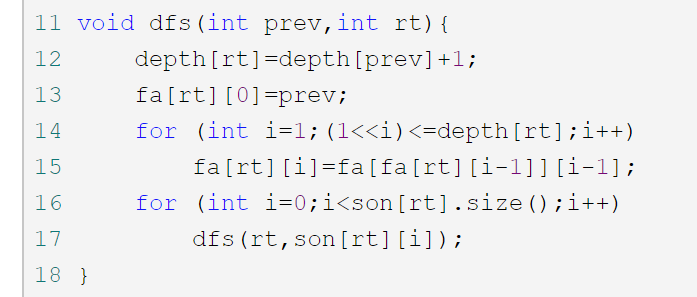 11 void dfs(int prev,int rt){
12     depth[rt]=depth[prev]+1;
13     fa[rt][0]=prev;
14     for (int i=1;(1<<i)<=depth[rt];i++)
15         fa[rt][i]=fa[fa[rt][i-1]][i-1];
16     for (int i=0;i<son[rt].size();i++)
17         dfs(rt,son[rt][i]);
18 }